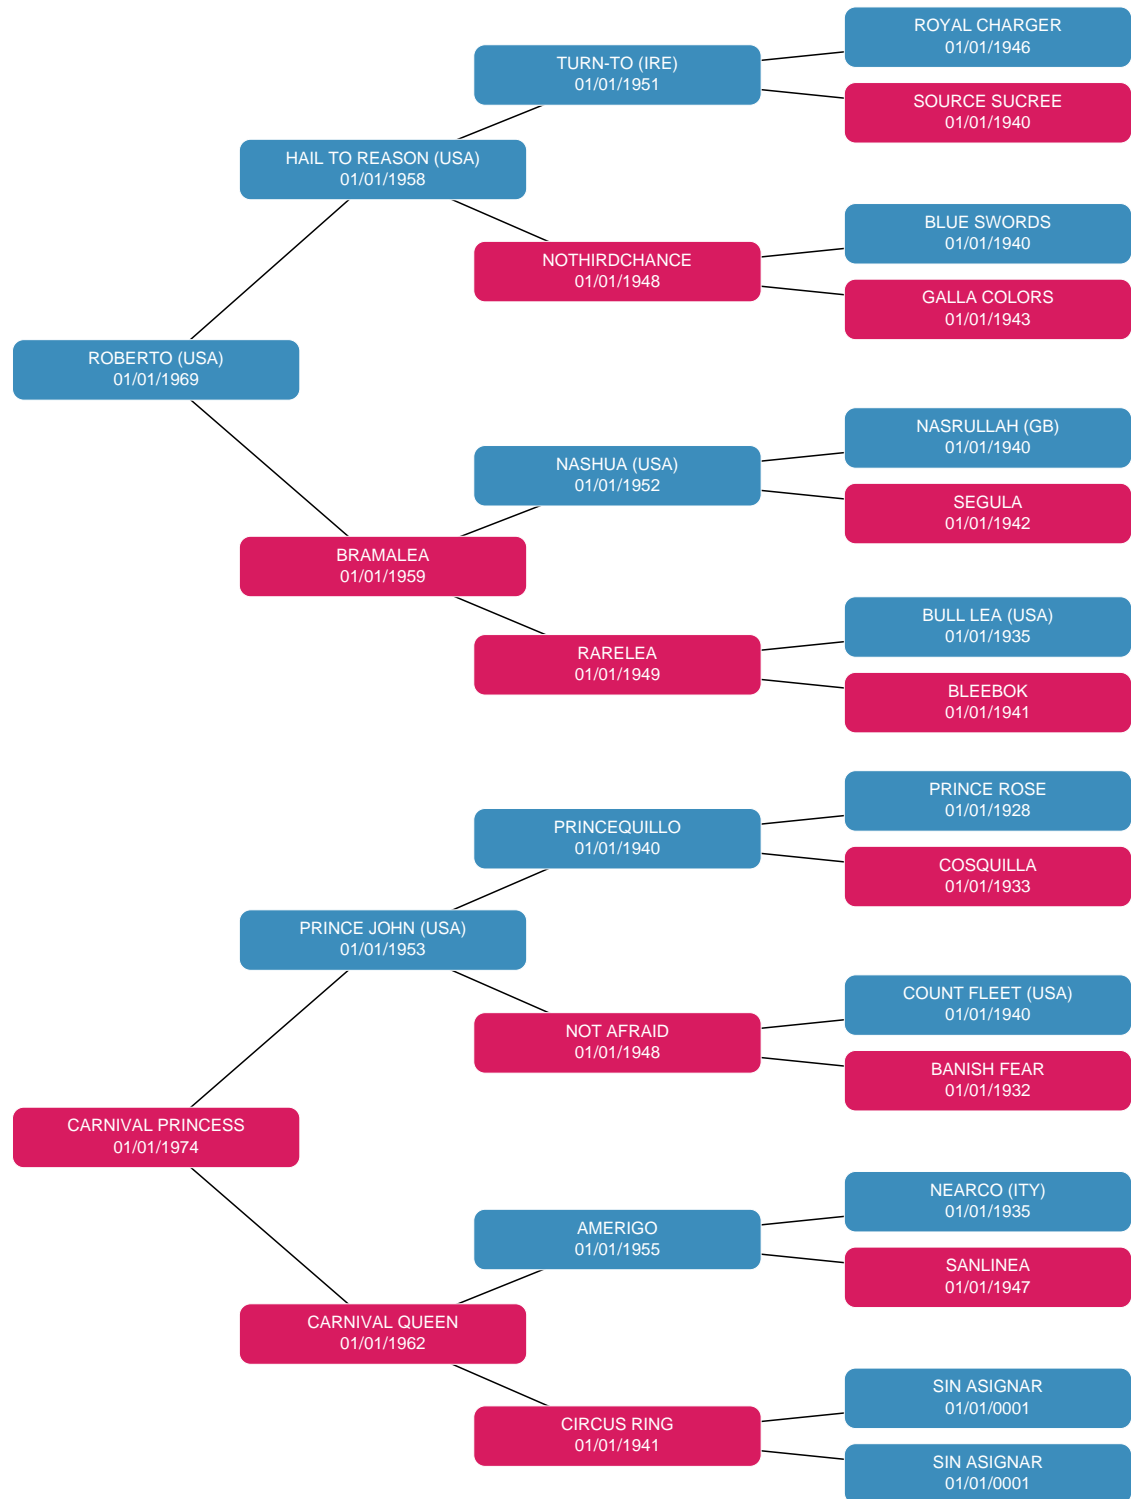 ROYAL CHARGER
01/01/1946
TURN-TO (IRE)
01/01/1951
SOURCE SUCREE
01/01/1940
HAIL TO REASON (USA)
01/01/1958
BLUE SWORDS
01/01/1940
NOTHIRDCHANCE
01/01/1948
GALLA COLORS
01/01/1943
ROBERTO (USA)
01/01/1969
NASRULLAH (GB)
01/01/1940
NASHUA (USA)
01/01/1952
SEGULA
01/01/1942
BRAMALEA
01/01/1959
BULL LEA (USA)
01/01/1935
RARELEA
01/01/1949
BLEEBOK
01/01/1941
PRINCE ROSE
01/01/1928
PRINCEQUILLO
01/01/1940
COSQUILLA
01/01/1933
PRINCE JOHN (USA)
01/01/1953
COUNT FLEET (USA)
01/01/1940
NOT AFRAID
01/01/1948
BANISH FEAR
01/01/1932
CARNIVAL PRINCESS
01/01/1974
NEARCO (ITY)
01/01/1935
AMERIGO
01/01/1955
SANLINEA
01/01/1947
CARNIVAL QUEEN
01/01/1962
SIN ASIGNAR
01/01/0001
CIRCUS RING
01/01/1941
SIN ASIGNAR
01/01/0001